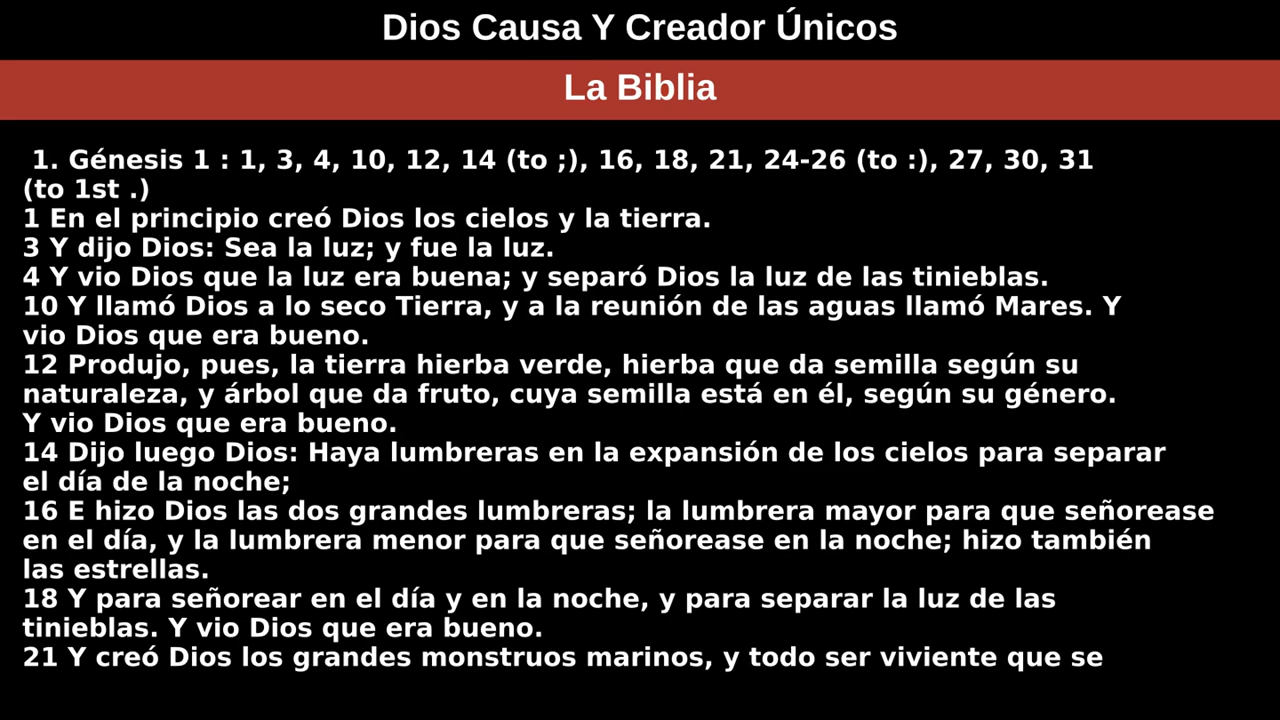 Dios Causa Y Creador Únicos
La Biblia
1. Génesis 1 : 1, 3, 4, 10, 12, 14 (to ;), 16, 18, 21, 24-26 (to :), 27, 30, 31
(to 1st .)
1 En el principio creó Dios los cielos y la tierra.
3 Y dijo Dios: Sea la luz; y fue la luz.
4 Y vio Dios que la luz era buena; y separó Dios la luz de las tinieblas.
10 Y llamó Dios a lo seco Tierra, y a la reunión de las aguas llamó Mares. Y
vio Dios que era bueno.
12 Produjo, pues, la tierra hierba verde, hierba que da semilla según su
naturaleza, y árbol que da fruto, cuya semilla está en él, según su género.
Y vio Dios que era bueno.
14 Dijo luego Dios: Haya lumbreras en la expansión de los cielos para separar
el día de la noche;
16 E hizo Dios las dos grandes lumbreras; la lumbrera mayor para que señorease
en el día, y la lumbrera menor para que señorease en la noche; hizo también
las estrellas.
18 Y para señorear en el día y en la noche, y para separar la luz de las
tinieblas. Y vio Dios que era bueno.
21 Y creó Dios los grandes monstruos marinos, y todo ser viviente que se